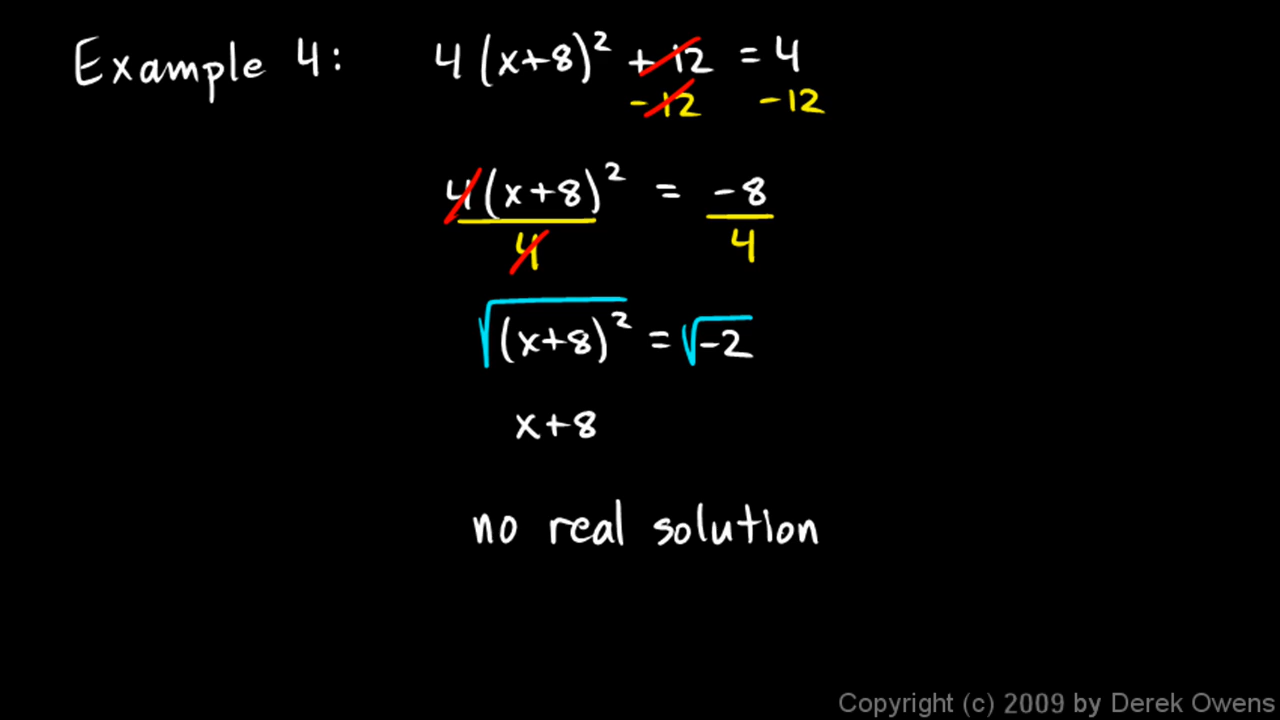 Example 4: 4(x+8)² +12 = 4
-12 -12
4(x+8)² = -8
4 4
√(x+8)² = √-2
x+8
no real solution
Copyright (c) 2009 by Derek Owens